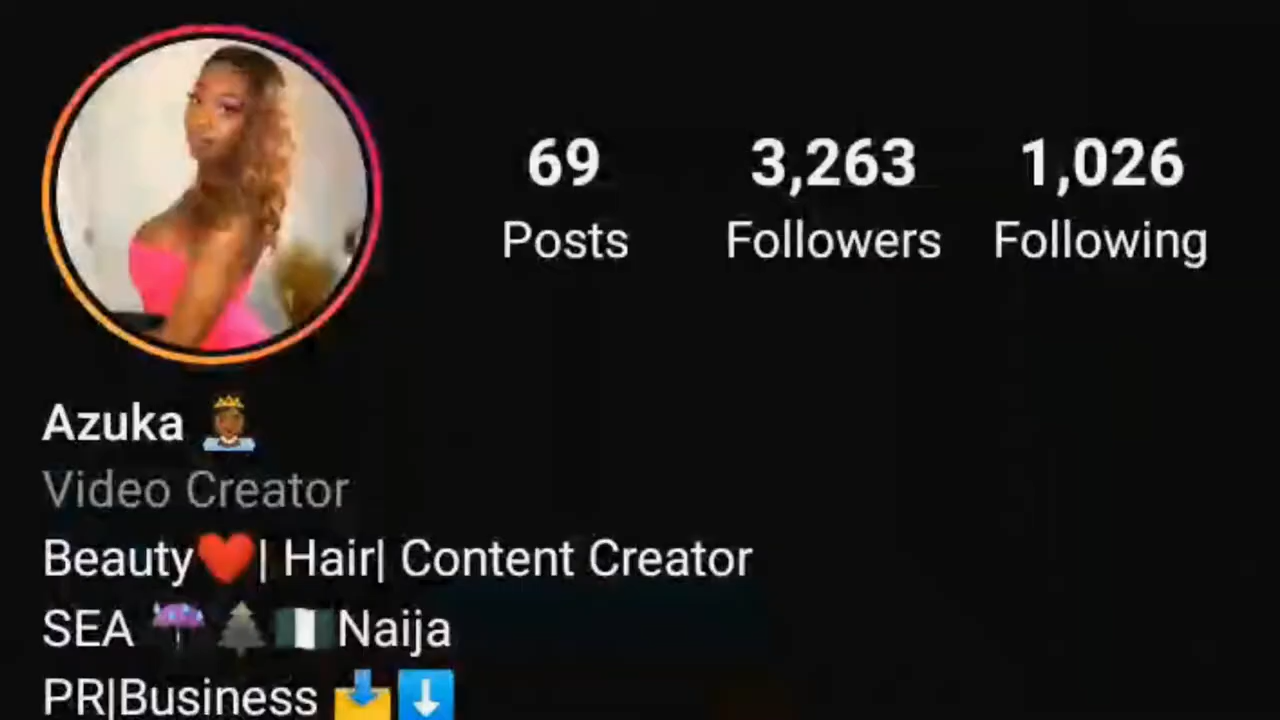 69 3,263 1,026
Posts Followers Following
Azuka 👸🏾
Video Creator
Beauty❤️| Hair| Content Creator
SEA ☔🌲🇳🇬Naija
PR|Business 📩⬇️